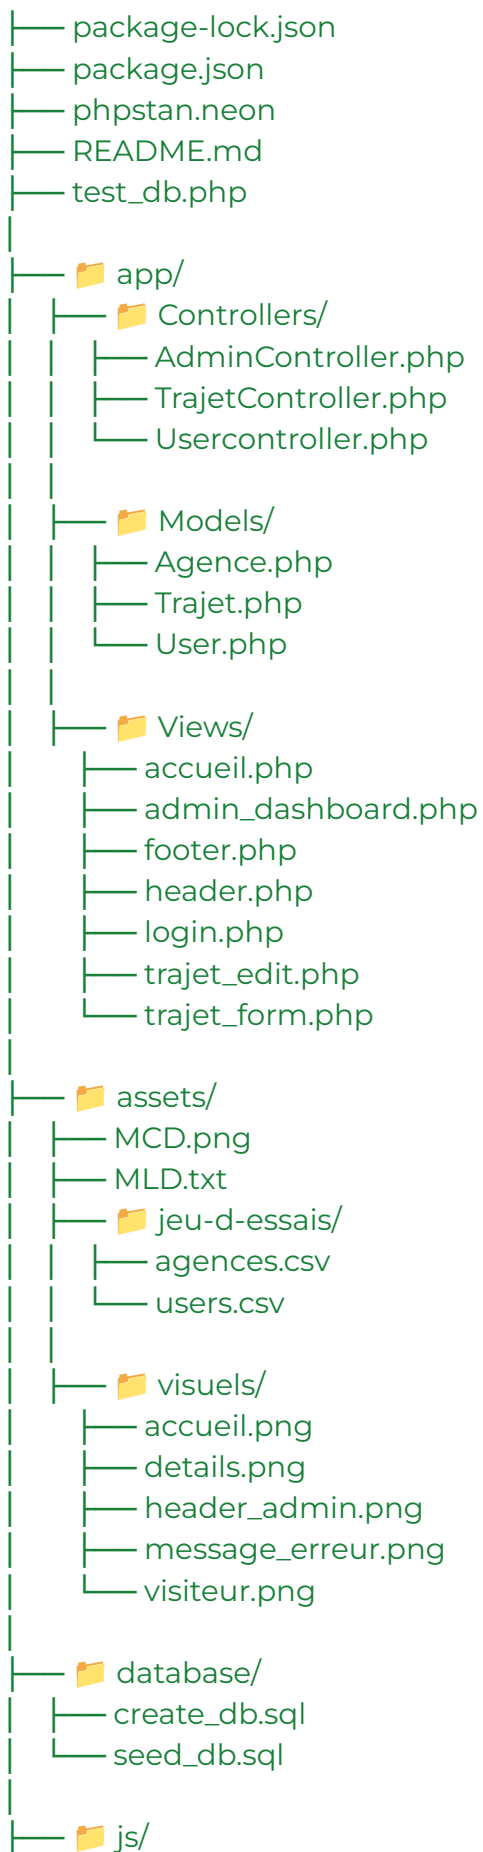 ├── package-lock.json
├── package.json
├── phpstan.neon
├── README.md
├── test_db.php
│
├── 📁 app/
│   ├── 📁 Controllers/
│   │   ├── AdminController.php
│   │   ├── TrajetController.php
│   │   └── Usercontroller.php
│   │
│   ├── 📁 Models/
│   │   ├── Agence.php
│   │   ├── Trajet.php
│   │   └── User.php
│   │
│   ├── 📁 Views/
│       ├── accueil.php
│       ├── admin_dashboard.php
│       ├── footer.php
│       ├── header.php
│       ├── login.php
│       ├── trajet_edit.php
│       └── trajet_form.php
│
├── 📁 assets/
│   ├── MCD.png
│   ├── MLD.txt
│   ├── 📁 jeu-d-essais/
│   │   ├── agences.csv
│   │   └── users.csv
│   │
│   ├── 📁 visuels/
│       ├── accueil.png
│       ├── details.png
│       ├── header_admin.png
│       ├── message_erreur.png
│       └── visiteur.png
│
├── 📁 database/
│   ├── create_db.sql
│   └── seed_db.sql
│
├── 📁 js/